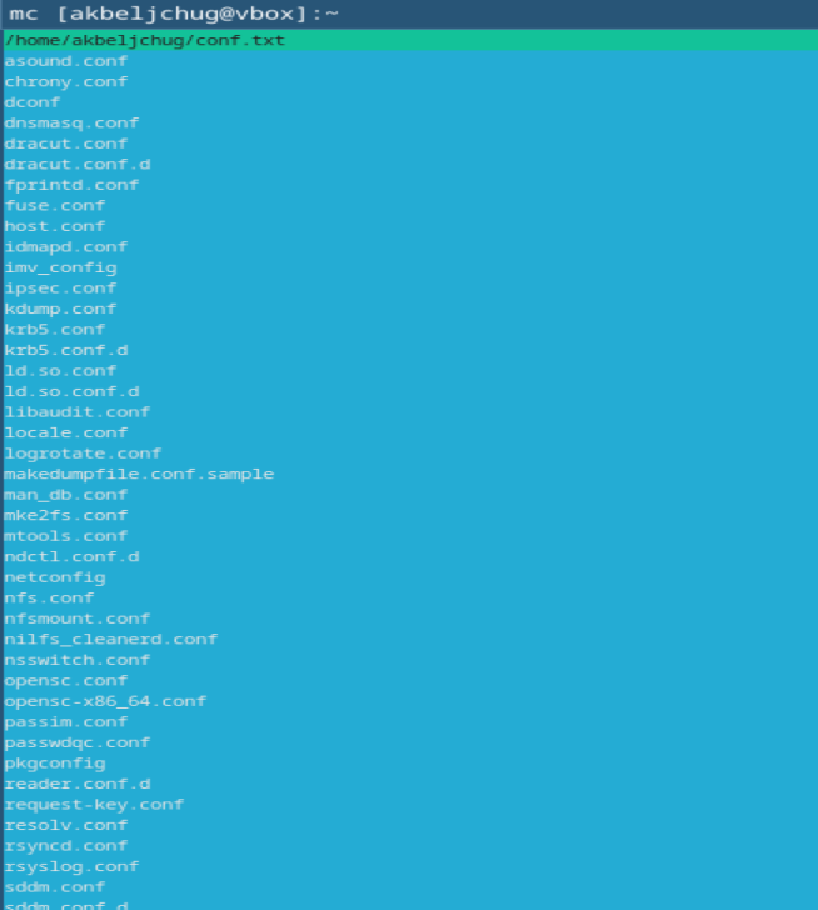 mc [akbeljchug@vbox]:~
/home/akbeljchug/conf.txt
asound.conf
chrony.conf
dconf
dnsmasq.conf
dracut.conf
dracut.conf.d
fprintd.conf
fuse.conf
host.conf
idmapd.conf
imv_config
ipsec.conf
kdump.conf
krb5.conf
krb5.conf.d
ld.so.conf
ld.so.conf.d
libaudit.conf
locale.conf
logrotate.conf
makedumpfile.conf.sample
man_db.conf
mke2fs.conf
mtools.conf
ndctl.conf.d
netconfig
nfs.conf
nfsmount.conf
nilfs_cleanerd.conf
nsswitch.conf
opensc.conf
opensc-x86_64.conf
passim.conf
passwdqc.conf
pkgconfig
reader.conf.d
request-key.conf
resolv.conf
rsyncd.conf
rsyslog.conf
sddm.conf
sddm.conf.d